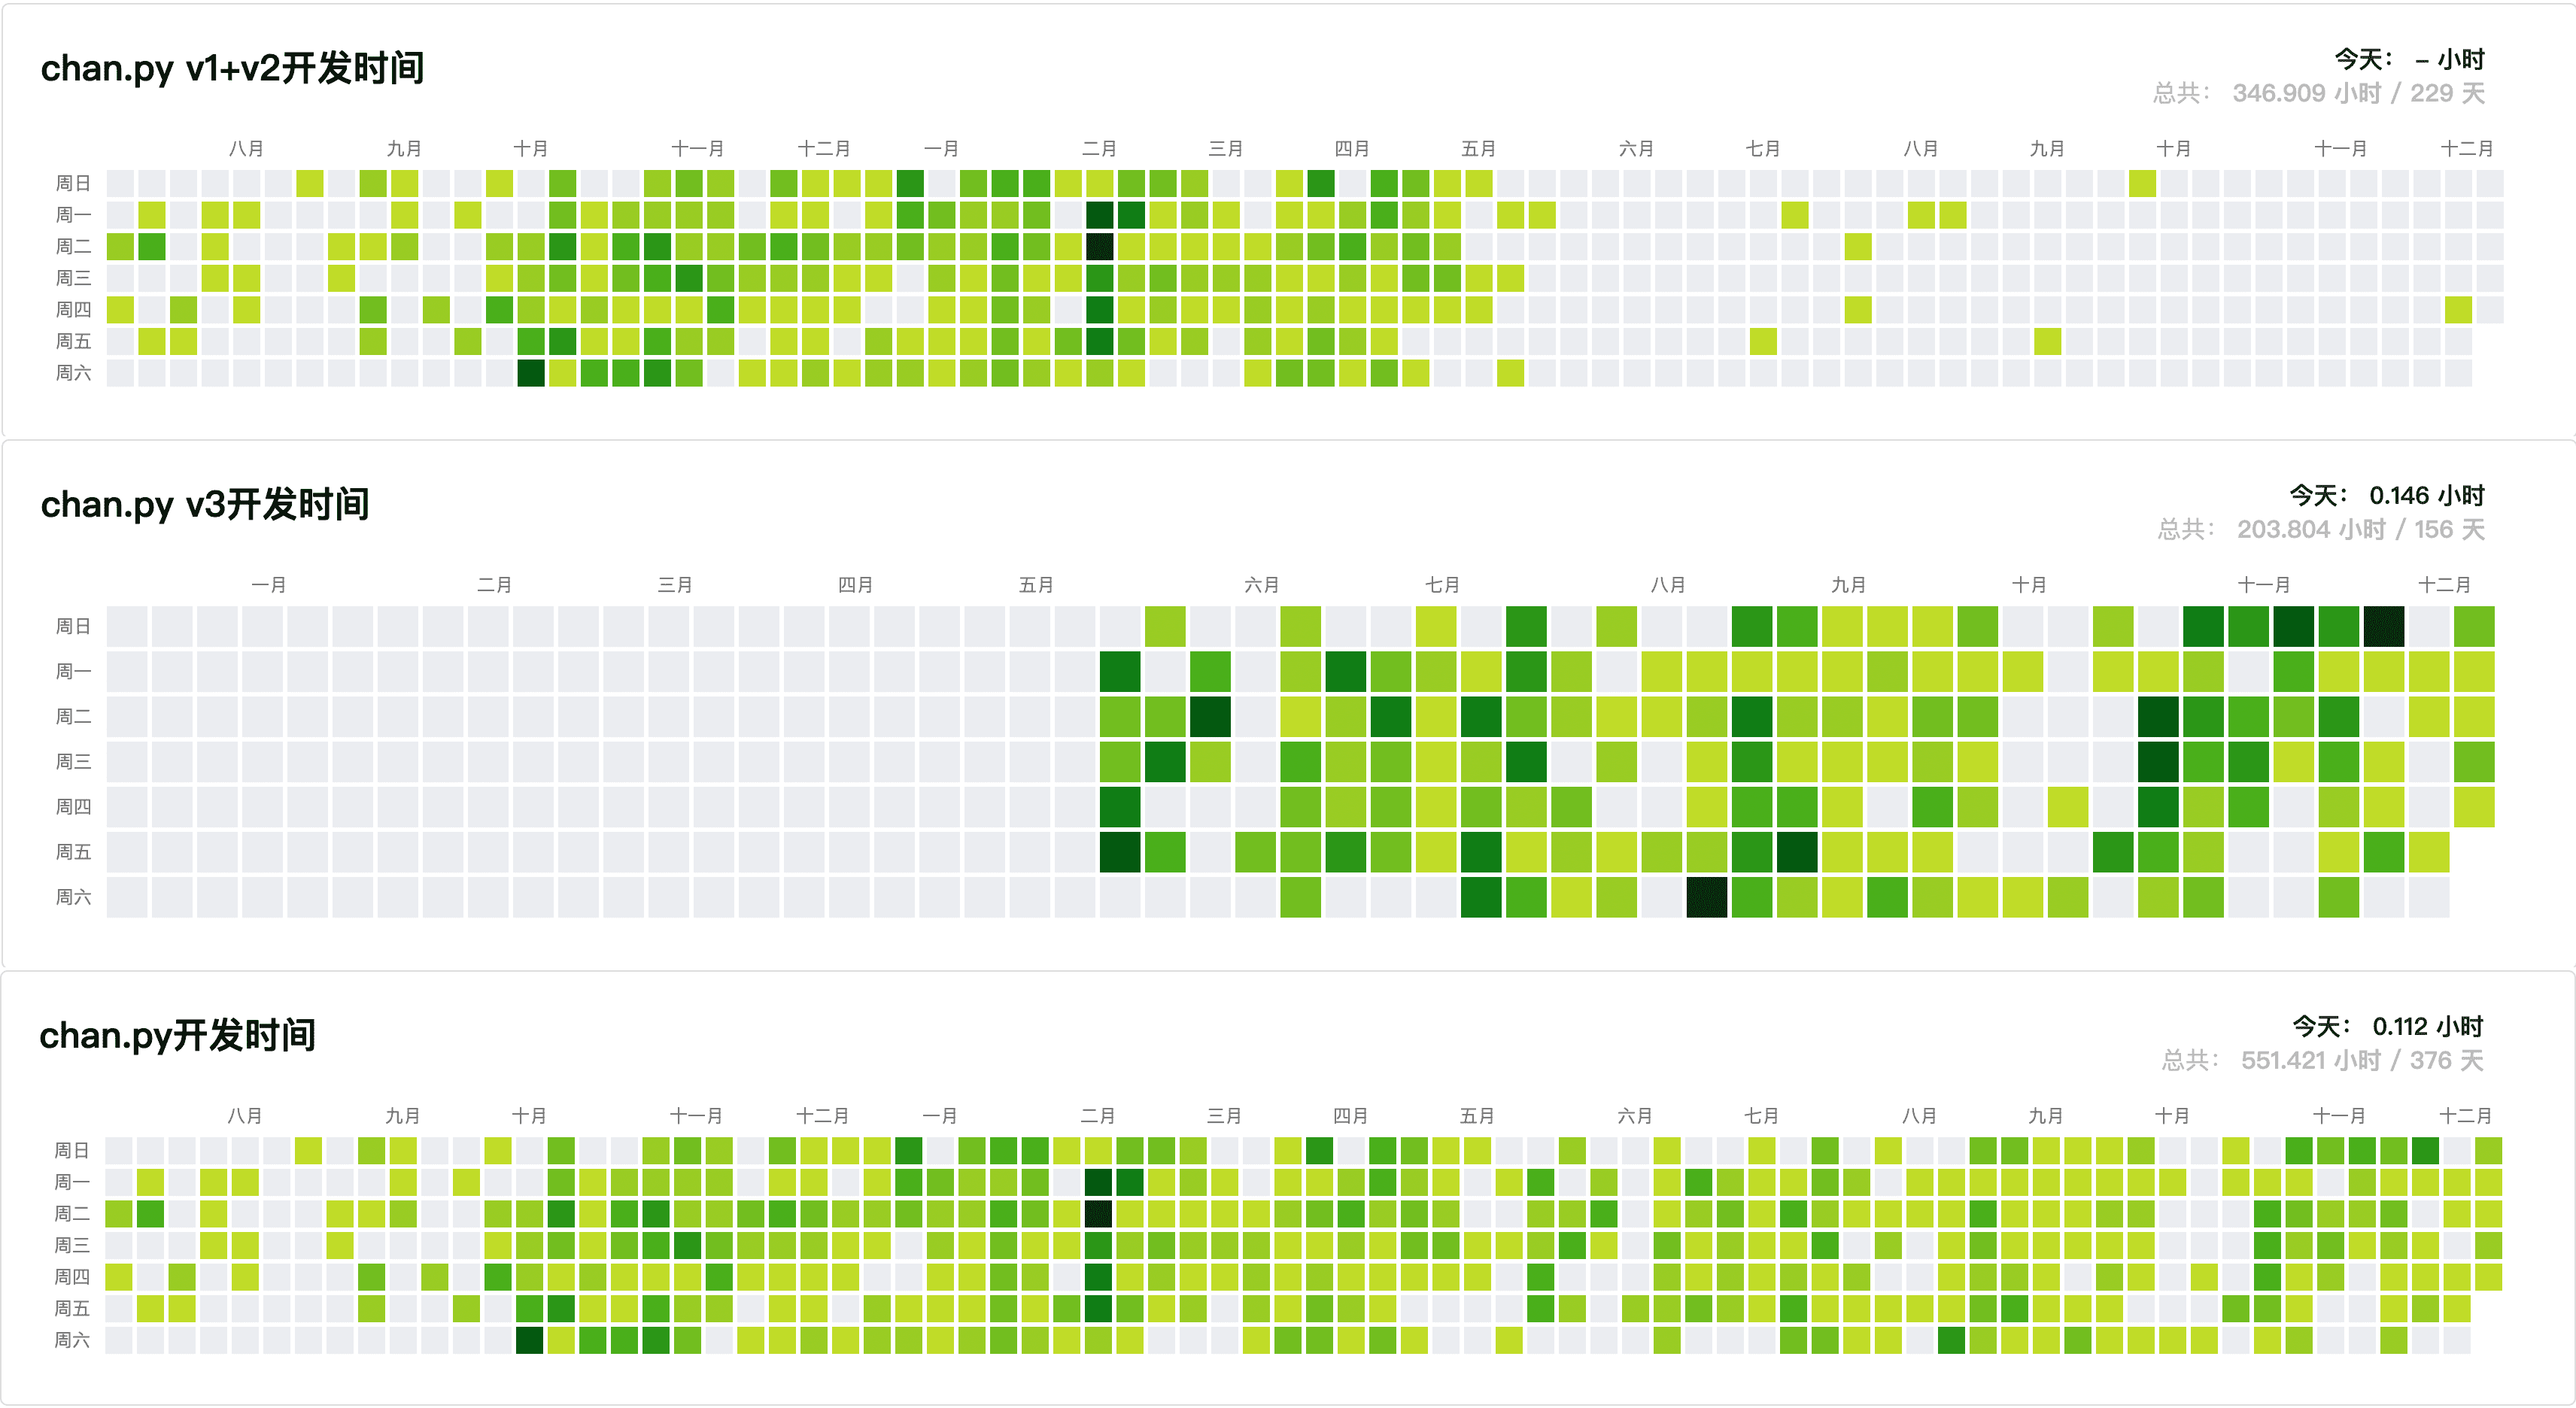 chan.py v1+v2开发时间
今天： – 小时
总共： 346.909 小时 / 229 天
八月 九月 十月 十一月 十二月 一月 二月 三月 四月 五月 六月 七月 八月 九月 十月 十一月 十二月
周日
周一
周二
周三
周四
周五
周六
chan.py v3开发时间
今天： 0.146 小时
总共： 203.804 小时 / 156 天
一月 二月 三月 四月 五月 六月 七月 八月 九月 十月 十一月 十二月
周日
周一
周二
周三
周四
周五
周六
chan.py开发时间
今天： 0.112 小时
总共： 551.421 小时 / 376 天
八月 九月 十月 十一月 十二月 一月 二月 三月 四月 五月 六月 七月 八月 九月 十月 十一月 十二月
周日
周一
周二
周三
周四
周五
周六